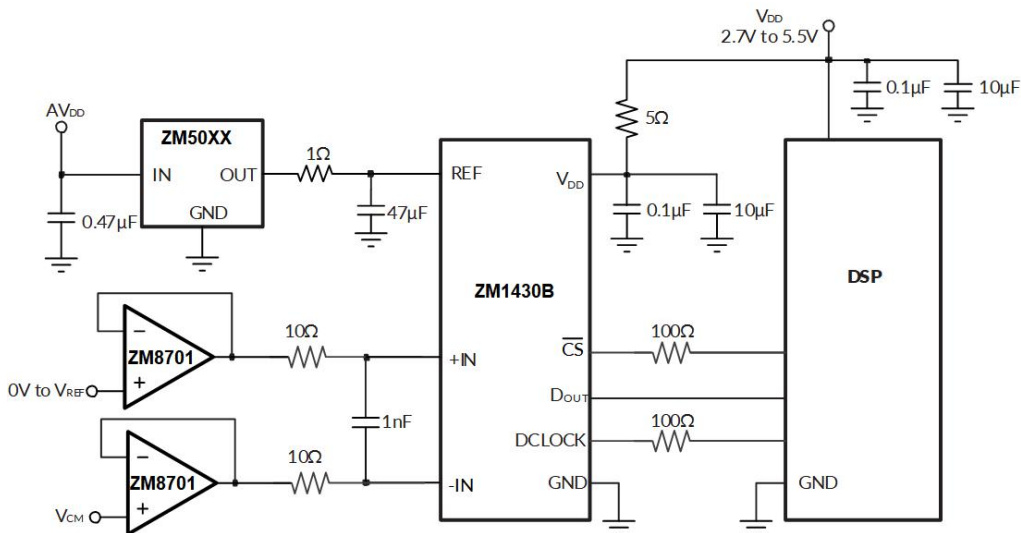 VDD
2.7V to 5.5V
0.1µF
10µF
AVDD
ZM50XX
5Ω
1Ω
IN
OUT
REF
VDD
GND
0.47µF
47µF
0.1µF
10µF
ZM1430B
DSP
10Ω
100Ω
ZM8701
+IN
CS
0V to VREF
DOUT
1nF
100Ω
DCLOCK
10Ω
ZM8701
-IN
GND
GND
VCM